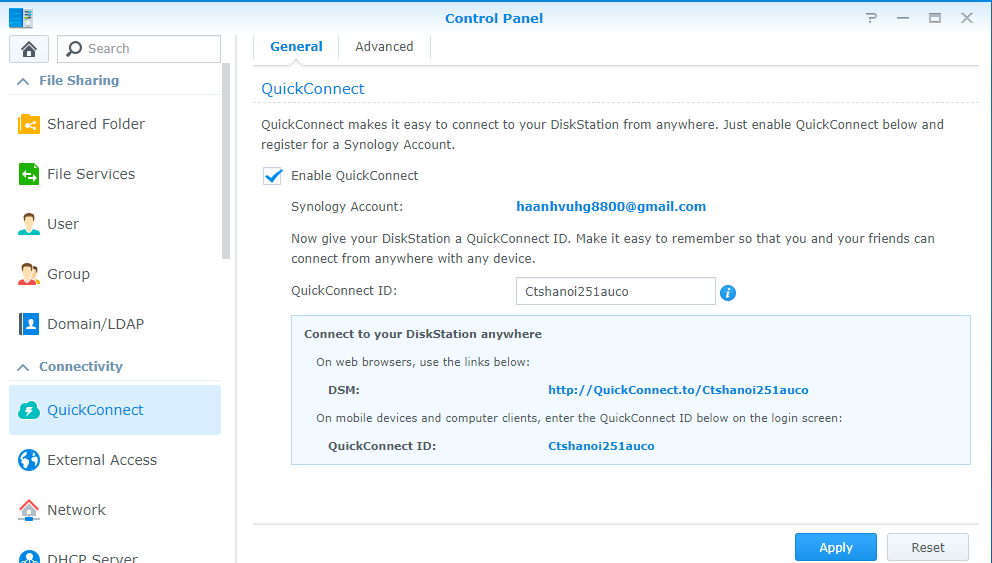 Control Panel
Search
General
Advanced
File Sharing
Shared Folder
File Services
User
Group
Domain/LDAP
Connectivity
QuickConnect
External Access
Network
DHCP Server
QuickConnect
QuickConnect makes it easy to connect to your DiskStation from anywhere. Just enable QuickConnect below and
register for a Synology Account.
Enable QuickConnect
Synology Account: haanhvuhg8800@gmail.com
Now give your DiskStation a QuickConnect ID. Make it easy to remember so that you and your friends can
connect from anywhere with any device.
QuickConnect ID: Ctshanoi251auco
Connect to your DiskStation anywhere
On web browsers, use the links below:
DSM: http://QuickConnect.to/Ctshanoi251auco
On mobile devices and computer clients, enter the QuickConnect ID below on the login screen:
QuickConnect ID: Ctshanoi251auco
Apply
Reset